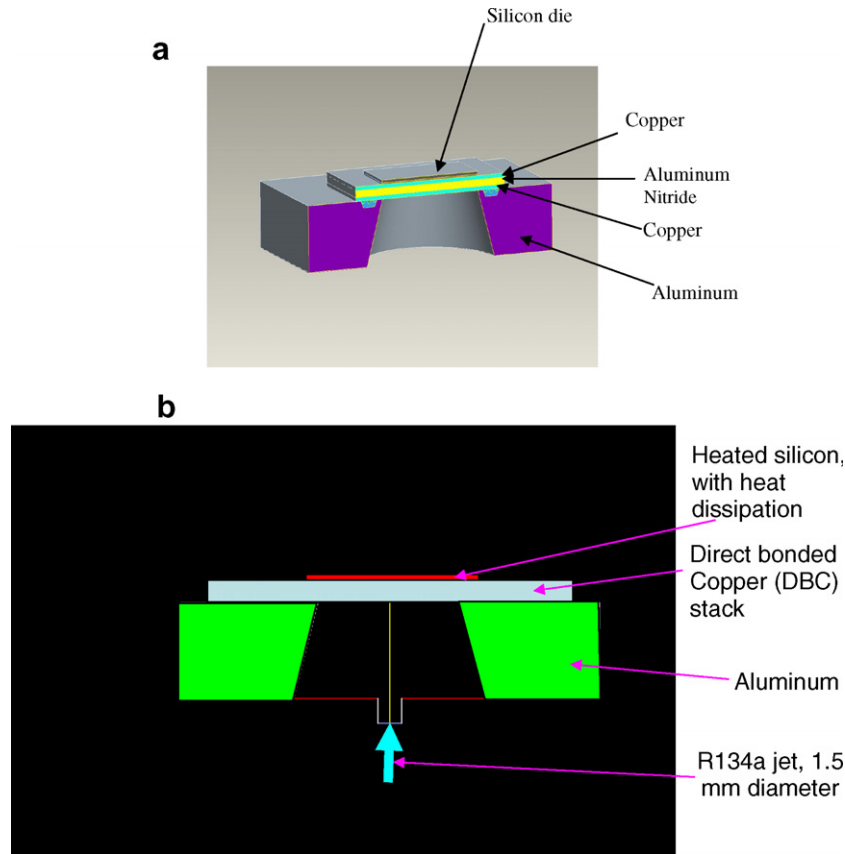 a
Silicon die
Copper
Aluminum
Nitride
Copper
Aluminum
b
Heated silicon,
with heat
dissipation
Direct bonded
Copper (DBC)
stack
Aluminum
R134a jet, 1.5
mm diameter